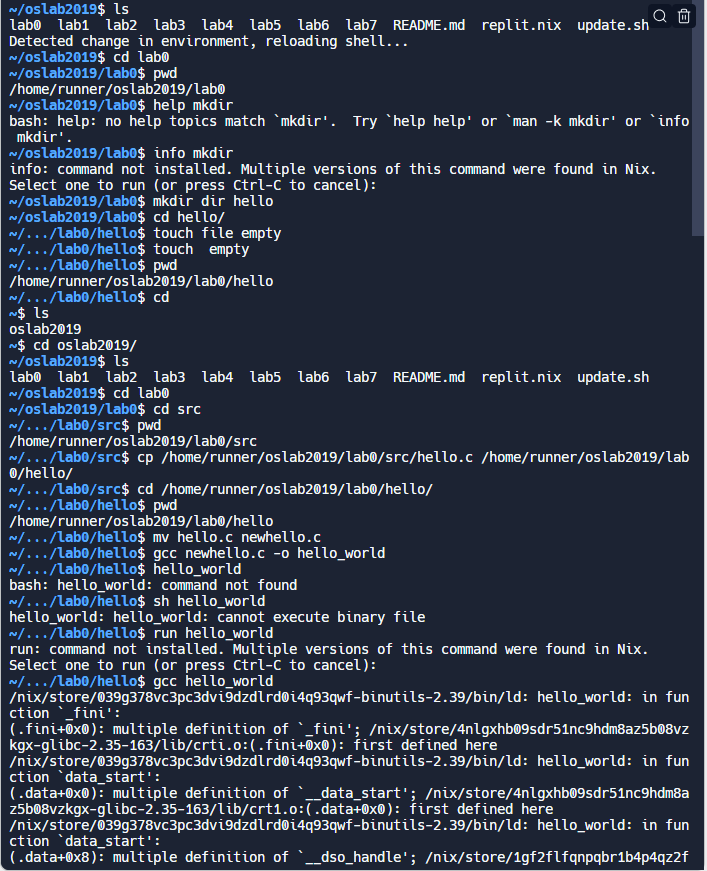 ~/oslab2019$ ls
lab0  lab1  lab2  lab3  lab4  lab5  lab6  lab7  README.md  replit.nix  update.sh
Detected change in environment, reloading shell...
~/oslab2019$ cd lab0
~/oslab2019/lab0$ pwd
/home/runner/oslab2019/lab0
~/oslab2019/lab0$ help mkdir
bash: help: no help topics match `mkdir'.  Try `help help' or `man -k mkdir' or `info
 mkdir'.
~/oslab2019/lab0$ info mkdir
info: command not installed. Multiple versions of this command were found in Nix.
Select one to run (or press Ctrl-C to cancel):
~/oslab2019/lab0$ mkdir dir hello
~/oslab2019/lab0$ cd hello/
~/.../lab0/hello$ touch file empty
~/.../lab0/hello$ touch  empty
~/.../lab0/hello$ pwd
/home/runner/oslab2019/lab0/hello
~/.../lab0/hello$ cd
~$ ls
oslab2019
~$ cd oslab2019/
~/oslab2019$ ls
lab0  lab1  lab2  lab3  lab4  lab5  lab6  lab7  README.md  replit.nix  update.sh
~/oslab2019$ cd lab0
~/oslab2019/lab0$ cd src
~/.../lab0/src$ pwd
/home/runner/oslab2019/lab0/src
~/.../lab0/src$ cp /home/runner/oslab2019/lab0/src/hello.c /home/runner/oslab2019/lab
0/hello/
~/.../lab0/src$ cd /home/runner/oslab2019/lab0/hello/
~/.../lab0/hello$ pwd
/home/runner/oslab2019/lab0/hello
~/.../lab0/hello$ mv hello.c newhello.c
~/.../lab0/hello$ gcc newhello.c -o hello_world
~/.../lab0/hello$ hello_world
bash: hello_world: command not found
~/.../lab0/hello$ sh hello_world
hello_world: hello_world: cannot execute binary file
~/.../lab0/hello$ run hello_world
run: command not installed. Multiple versions of this command were found in Nix.
Select one to run (or press Ctrl-C to cancel):
~/.../lab0/hello$ gcc hello_world
/nix/store/039g378vc3pc3dvi9dzdlrd0i4q93qwf-binutils-2.39/bin/ld: hello_world: in fun
ction `_fini':
(.fini+0x0): multiple definition of `_fini'; /nix/store/4nlgxhb09sdr51nc9hdm8az5b08vz
kgx-glibc-2.35-163/lib/crti.o:(.fini+0x0): first defined here
/nix/store/039g378vc3pc3dvi9dzdlrd0i4q93qwf-binutils-2.39/bin/ld: hello_world: in fun
ction `data_start':
(.data+0x0): multiple definition of `__data_start'; /nix/store/4nlgxhb09sdr51nc9hdm8a
z5b08vzkgx-glibc-2.35-163/lib/crt1.o:(.data+0x0): first defined here
/nix/store/039g378vc3pc3dvi9dzdlrd0i4q93qwf-binutils-2.39/bin/ld: hello_world: in fun
ction `data_start':
(.data+0x8): multiple definition of `__dso_handle'; /nix/store/1gf2flfqnpqbr1b4p4qz2f